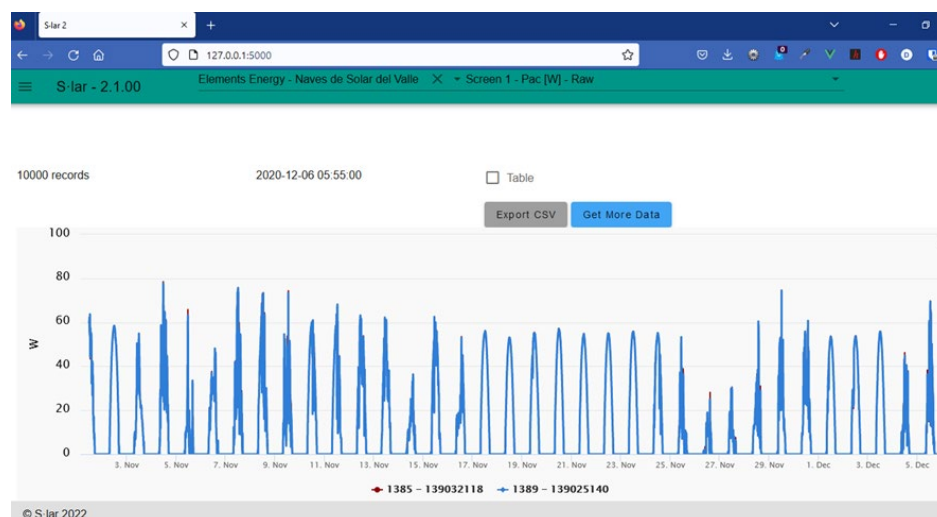 S·lar 2
127.0.0.1:5000
S·lar - 2.1.00
Elements Energy - Naves de Solar del Valle
Screen 1 - Pac [W] - Raw
10000 records
2020-12-06 05:55:00
Table
Export CSV
Get More Data
100
80
60
40
20
0
W
3. Nov 5. Nov 7. Nov 9. Nov 11. Nov 13. Nov 15. Nov 17. Nov 19. Nov 21. Nov 23. Nov 25. Nov 27. Nov 29. Nov 1. Dec 3. Dec 5. Dec
1385 – 139032118 1389 – 139025140
© S·lar 2022